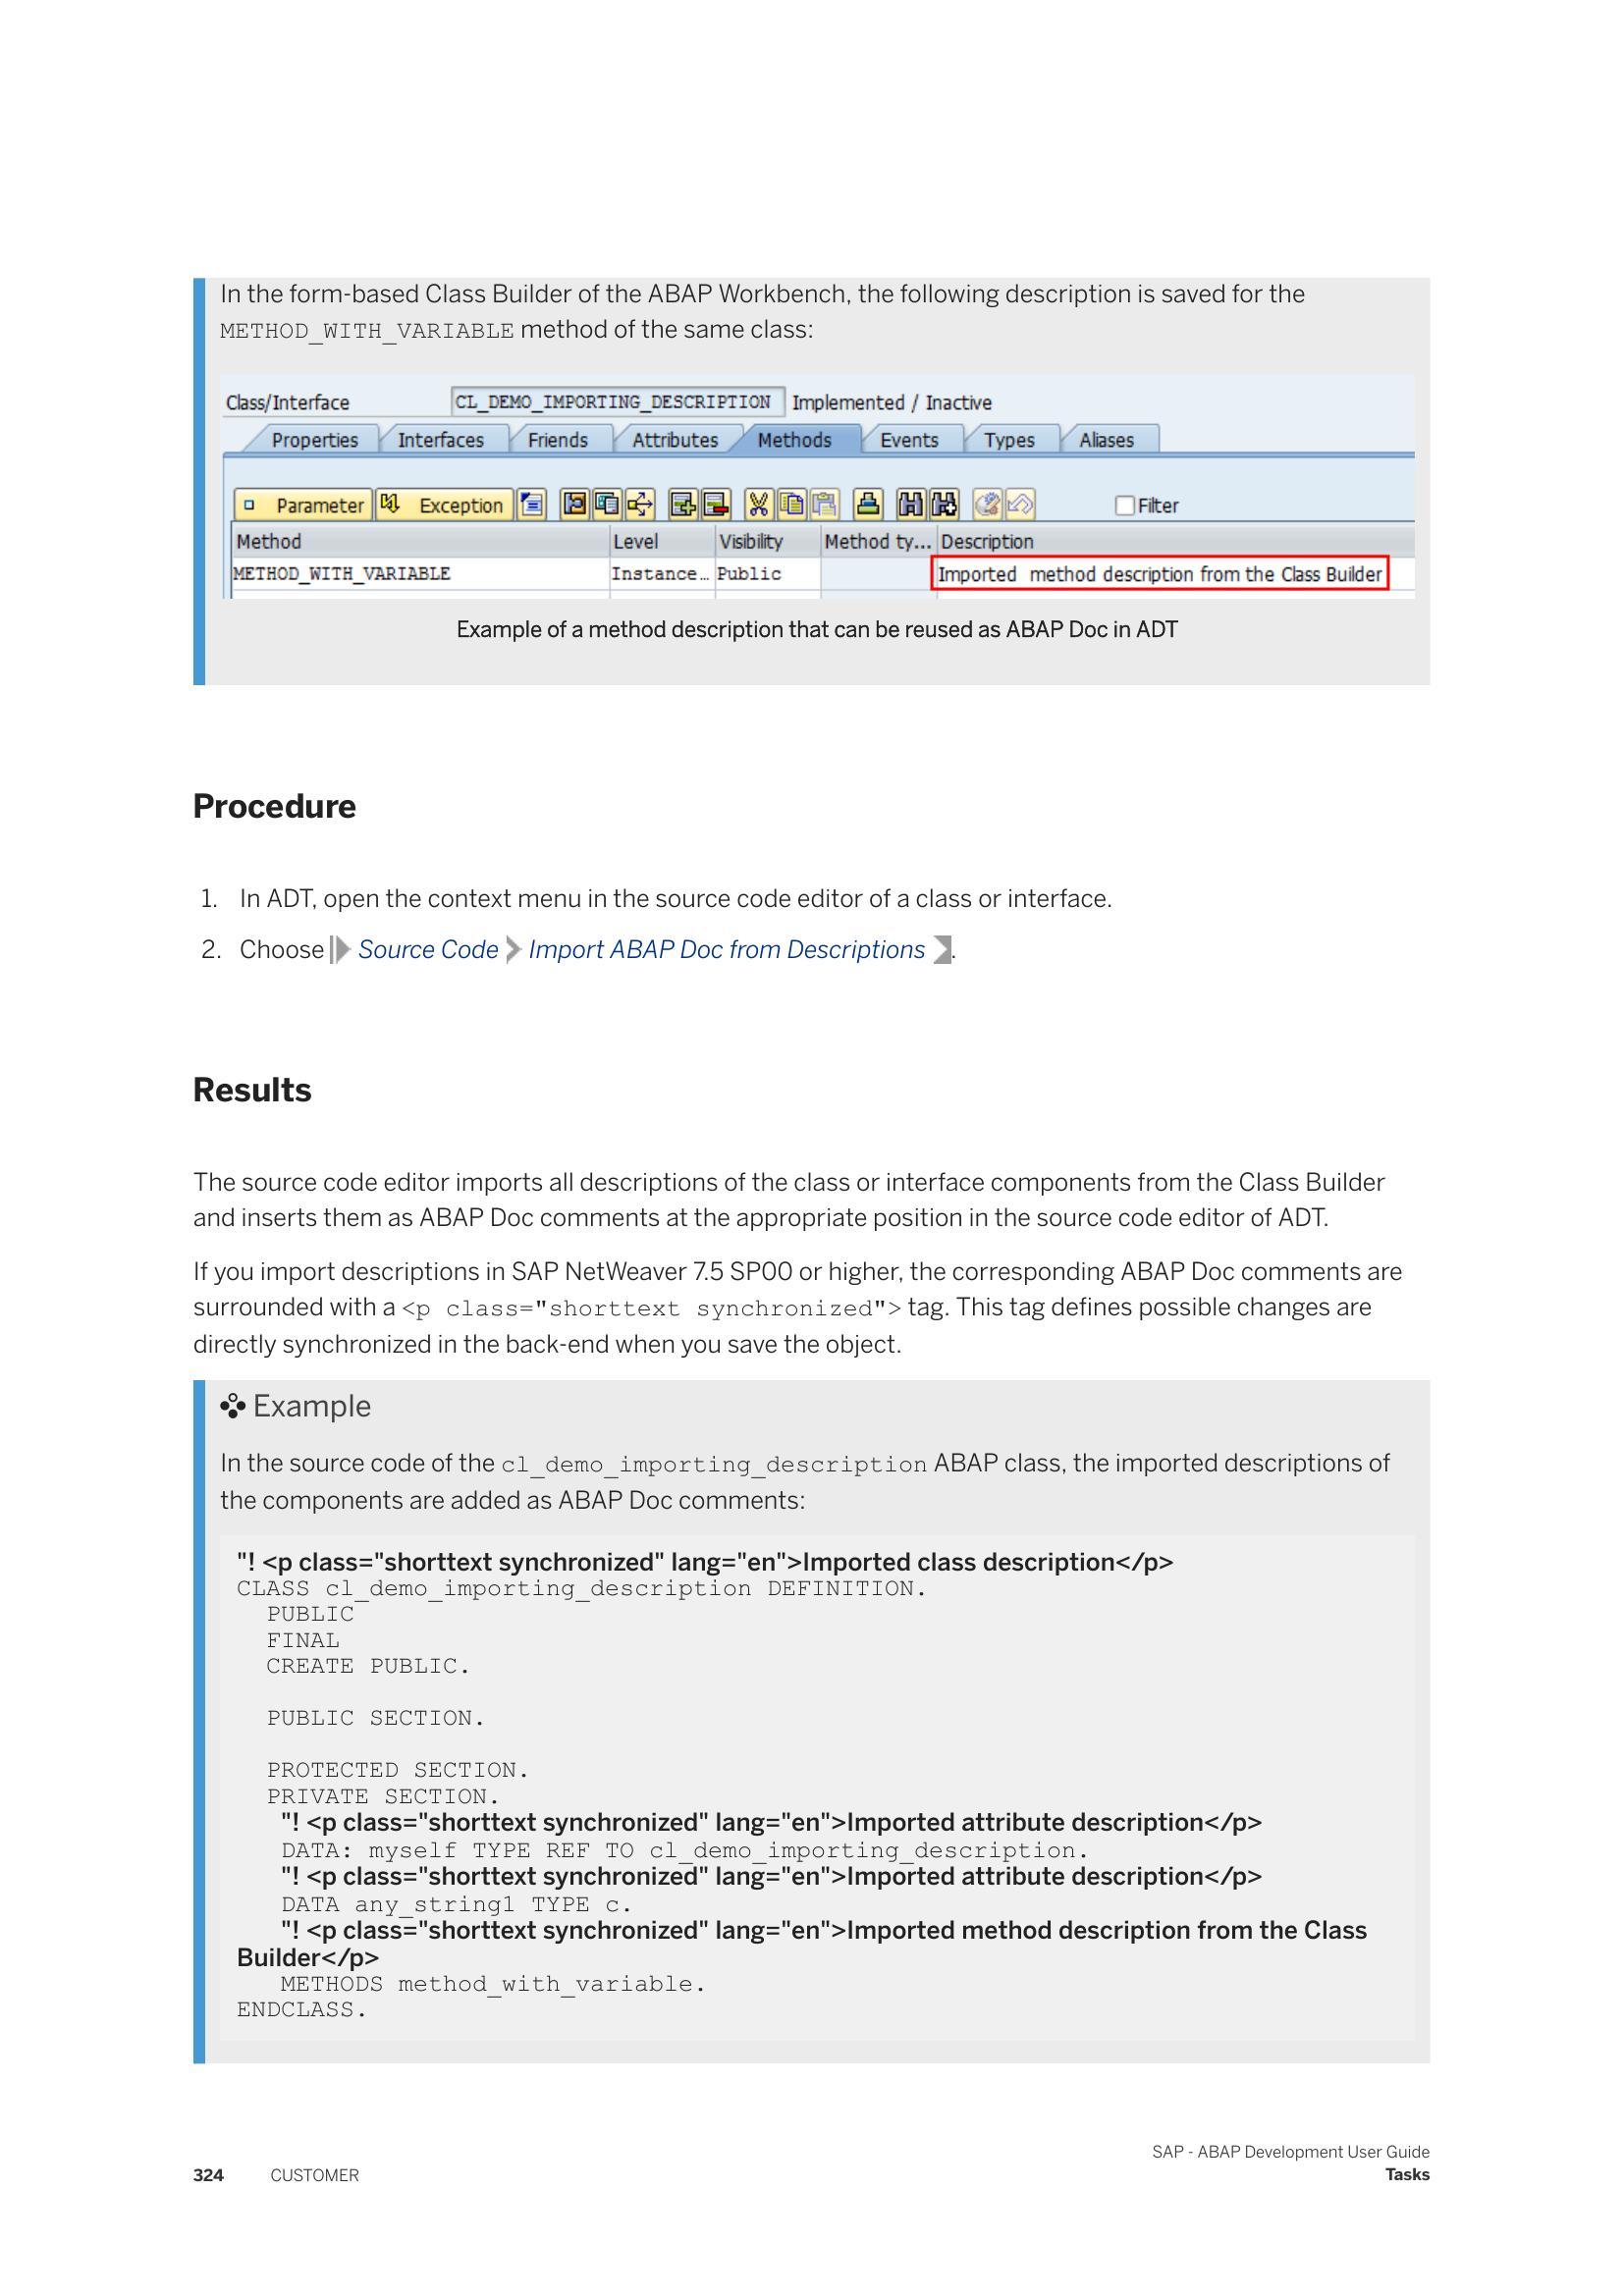 In the form-based Class Builder of the ABAP Workbench, the following description is saved for the
METHOD_WITH_VARIABLE method of the same class:
Class/Interface CL_DEMO_IMPORTING_DESCRIPTION Implemented / Inactive
Properties Interfaces Friends Attributes Methods Events Types Aliases
Parameter Exception Filter
Method Level Visibility Method ty... Description
METHOD_WITH_VARIABLE Instance… Public Imported method description from the Class Builder
Example of a method description that can be reused as ABAP Doc in ADT
Procedure
1. In ADT, open the context menu in the source code editor of a class or interface.
2. Choose Source Code Import ABAP Doc from Descriptions .
Results
The source code editor imports all descriptions of the class or interface components from the Class Builder
and inserts them as ABAP Doc comments at the appropriate position in the source code editor of ADT.
If you import descriptions in SAP NetWeaver 7.5 SP00 or higher, the corresponding ABAP Doc comments are
surrounded with a <p class="shorttext synchronized"> tag. This tag defines possible changes are
directly synchronized in the back-end when you save the object.
Example
In the source code of the cl_demo_importing_description ABAP class, the imported descriptions of
the components are added as ABAP Doc comments:
"! <p class="shorttext synchronized" lang="en">Imported class description</p>
CLASS cl_demo_importing_description DEFINITION.
PUBLIC
FINAL
CREATE PUBLIC.
PUBLIC SECTION.
PROTECTED SECTION.
PRIVATE SECTION.
"! <p class="shorttext synchronized" lang="en">Imported attribute description</p>
DATA: myself TYPE REF TO cl_demo_importing_description.
"! <p class="shorttext synchronized" lang="en">Imported attribute description</p>
DATA any_string1 TYPE c.
"! <p class="shorttext synchronized" lang="en">Imported method description from the Class
Builder</p>
METHODS method_with_variable.
ENDCLASS.
SAP - ABAP Development User Guide
324 CUSTOMER Tasks